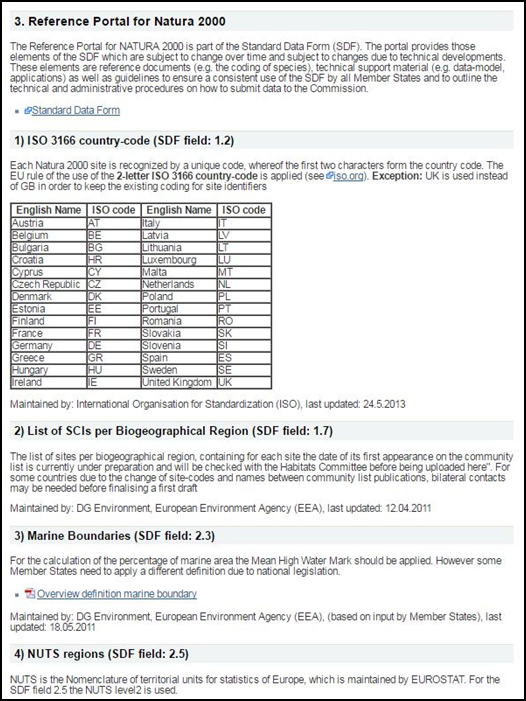 3. Reference Portal for Natura 2000
The Reference Portal for NATURA 2000 is part of the Standard Data Form (SDF). The portal provides those
elements of the SDF which are subject to change over time and subject to changes due to technical developments.
These elements are reference documents (e.g. the coding of species), technical support material (e.g. data-model,
applications) as well as guidelines to ensure a consistent use of the SDF by all Member States and to outline the
technical and administrative procedures on how to submit data to the Commission.
Standard Data Form
1) ISO 3166 country-code (SDF field: 1.2)
Each Natura 2000 site is recognized by a unique code, whereof the first two characters form the country code. The
EU rule of the use of the 2-letter ISO 3166 country-code is applied (see iso.org). Exception: UK is used instead
of GB in order to keep the existing coding for site identifiers
English Name ISO code English Name ISO code
Austria AT Italy IT
Belgium BE Latvia LV
Bulgaria BG Lithuania LT
Croatia HR Luxembourg LU
Cyprus CY Malta MT
Czech Republic CZ Netherlands NL
Denmark DK Poland PL
Estonia EE Portugal PT
Finland FI Romania RO
France FR Slovakia SK
Germany DE Slovenia SI
Greece GR Spain ES
Hungary HU Sweden SE
Ireland IE United Kingdom UK
Maintained by: International Organisation for Standardization (ISO), last updated: 24.5.2013
2) List of SCIs per Biogeographical Region (SDF field: 1.7)
The list of sites per biogeographical region, containing for each site the date of its first appearance on the community
list is currently under preparation and will be checked with the Habitats Committee before being uploaded here". For
some countries due to the change of site-codes and names between community list publications, bilateral contacts
may be needed before finalising a first draft
Maintained by: DG Environment, European Environment Agency (EEA), last updated: 12.04.2011
3) Marine Boundaries (SDF field: 2.3)
For the calculation of the percentage of marine area the Mean High Water Mark should be applied. However some
Member States need to apply a different definition due to national legislation.
Overview definition marine boundary
Maintained by: DG Environment, European Environment Agency (EEA), (based on input by Member States), last
updated: 18.05.2011
4) NUTS regions (SDF field: 2.5)
NUTS is the Nomenclature of territorial units for statistics of Europe, which is maintained by EUROSTAT. For the
SDF field 2.5 the NUTS level2 is used.